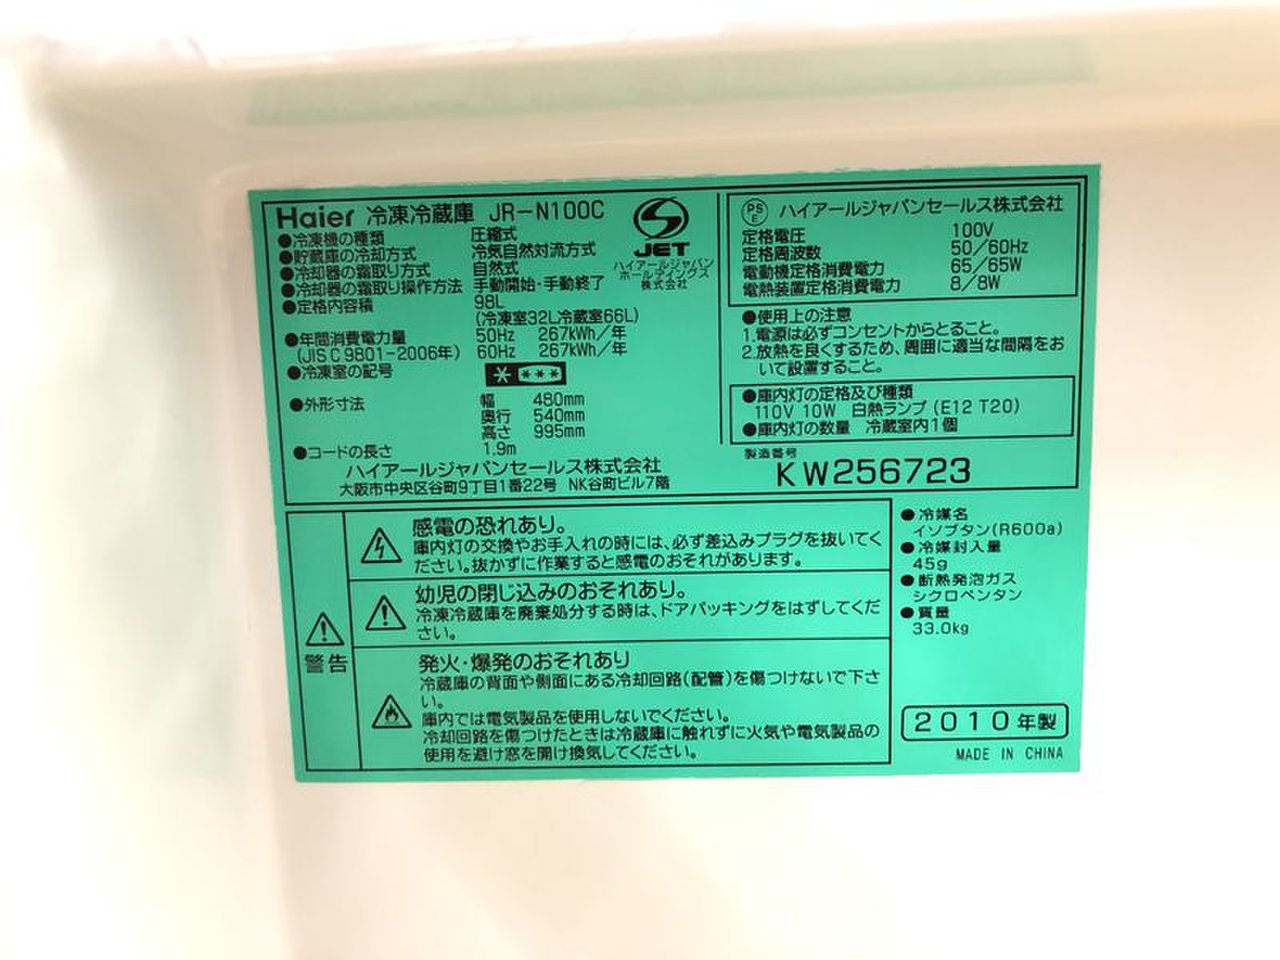 Haier 冷凍冷蔵庫 JR-N100C
●冷凍機の種類 圧縮式
●貯蔵庫の冷却方式 冷気自然対流方式
●冷却器の霜取り方式 自然式
●冷却器の霜取り操作方法 手動開始・手動終了
●定格内容積 98L
(冷凍室32L冷蔵室66L)
●年間消費電力量 50Hz 267kWh/年
(JIS C 9801-2006年) 60Hz 267kWh/年
●冷凍室の記号
●外形寸法 幅 480mm
奥行 540mm
高さ 995mm
●コードの長さ 1.9m
ハイアールジャパンセールス株式会社
大阪市中央区谷町9丁目1番22号 NK谷町ビル7階
JET
ハイアールジャパン
ホールディングス
株式会社
PS
E
ハイアールジャパンセールス株式会社
定格電圧 100V
定格周波数 50/60Hz
電動機定格消費電力 65/65W
電熱装置定格消費電力 8/8W
●使用上の注意
1.電源は必ずコンセントからとること。
2.放熱を良くするため、周囲に適当な間隔をお
いて設置すること。
●庫内灯の定格及び種類
110V 10W 白熱ランプ(E12 T20)
●庫内灯の数量 冷蔵室内1個
製造番号
KW256723
警告
感電の恐れあり。
庫内灯の交換やお手入れの時には、必ず差込みプラグを抜いてく
ださい。抜かずに作業すると感電のおそれがあります。
幼児の閉じ込みのおそれあり。
冷凍冷蔵庫を廃棄処分する時は、ドアパッキングをはずしてくだ
さい。
発火・爆発のおそれあり
冷蔵庫の背面や側面にある冷却回路(配管)を傷つけないで下さ
い。
庫内では電気製品を使用しないでください。
冷却回路を傷つけたときは冷蔵庫に触れずに火気や電気製品の
使用を避け窓を開け換気してください。
●冷媒名
イソブタン(R600a)
●冷媒封入量
45g
●断熱発泡ガス
シクロペンタン
●質量
33.0kg
2010年製
MADE IN CHINA